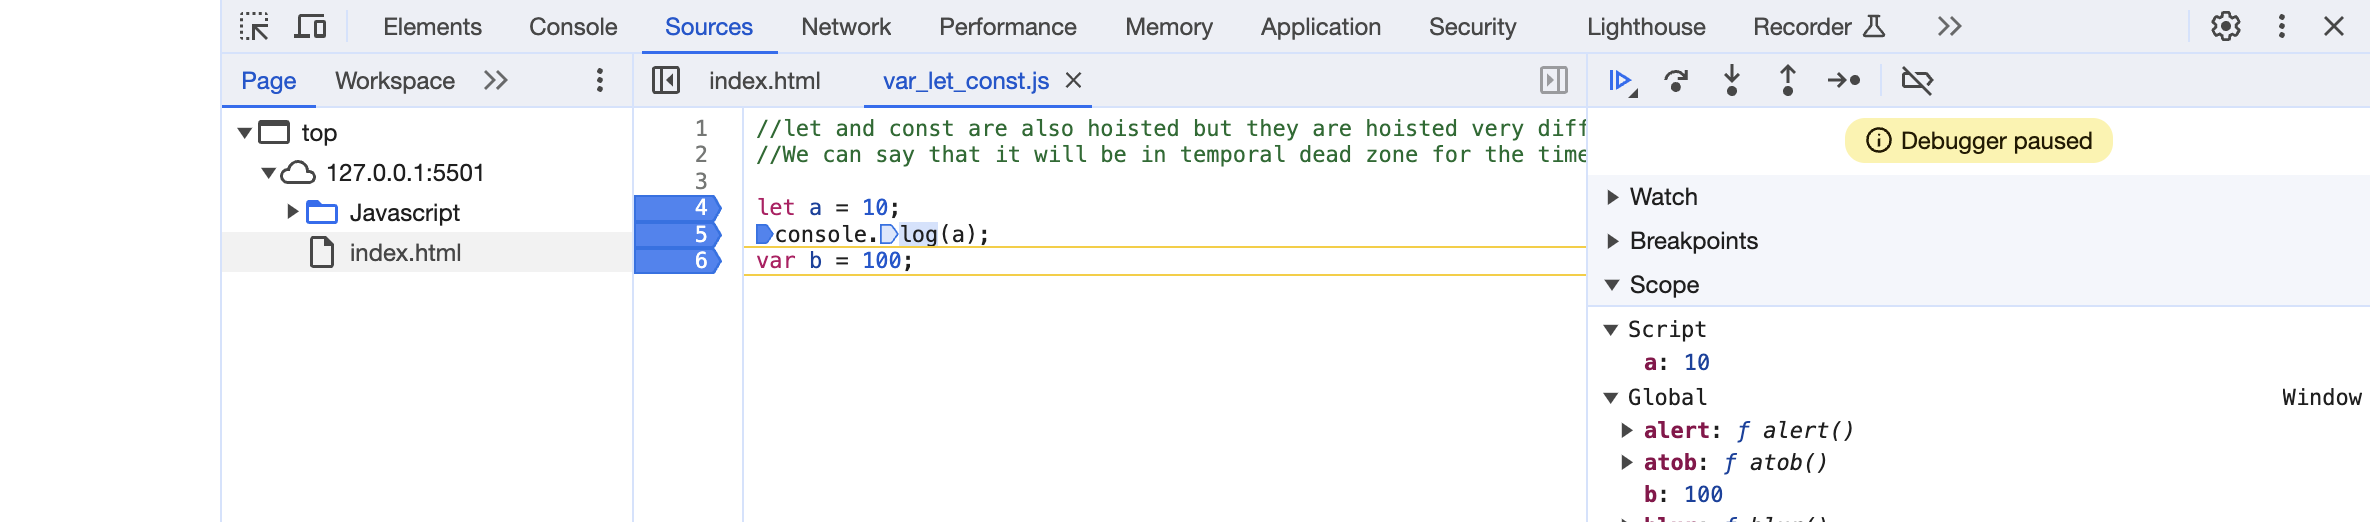 Elements Console Sources Network Performance Memory Application Security Lighthouse Recorder
Page Workspace
index.html var_let_const.js
top
127.0.0.1:5501
Javascript
index.html
1 //let and const are also hoisted but they are hoisted very diff
2 //We can say that it will be in temporal dead zone for the time
3
4 let a = 10;
5 console.log(a);
6 var b = 100;
Debugger paused
Watch
Breakpoints
Scope
Script
a: 10
Global Window
alert: ƒ alert()
atob: ƒ atob()
b: 100